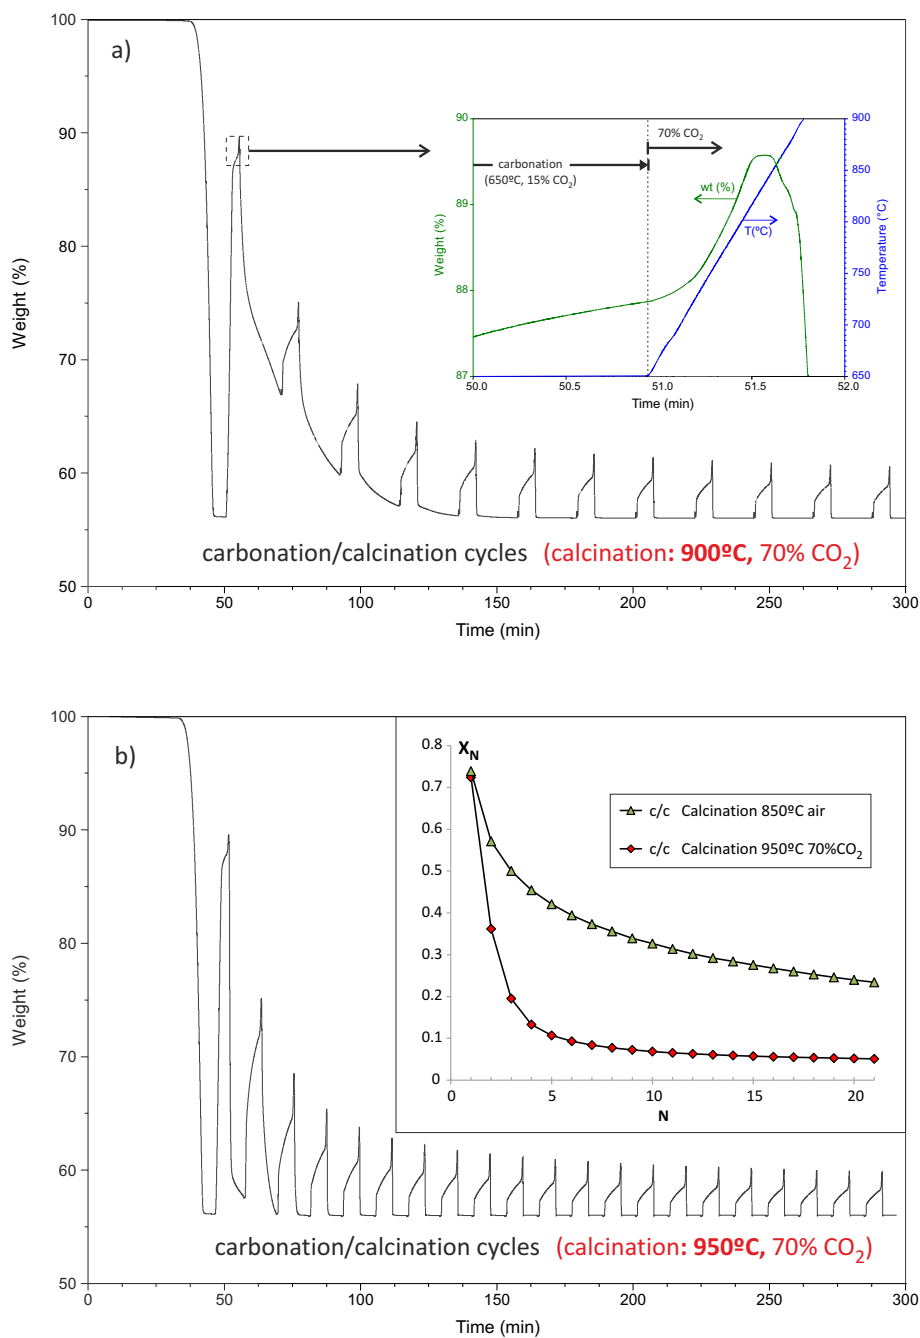 a)
Weight (%)
100
90
80
70
60
50
0
50
100
150
200
250
300
Time (min)
carbonation/calcination cycles (calcination: 900ºC, 70% CO2)
90
89
88
87
Weight (%)
900
850
800
750
700
650
Temperature (°C)
50.0
50.5
51.0
51.5
52.0
Time (min)
70% CO2
carbonation
(650ºC, 15% CO2)
wt (%)
T(ºC)
b)
Weight (%)
100
90
80
70
60
50
0
50
100
150
200
250
300
Time (min)
carbonation/calcination cycles (calcination: 950ºC, 70% CO2)
XN
0.8
0.7
0.6
0.5
0.4
0.3
0.2
0.1
0
0
5
10
15
20
N
c/c Calcination 850ºC air
c/c Calcination 950ºC 70%CO2